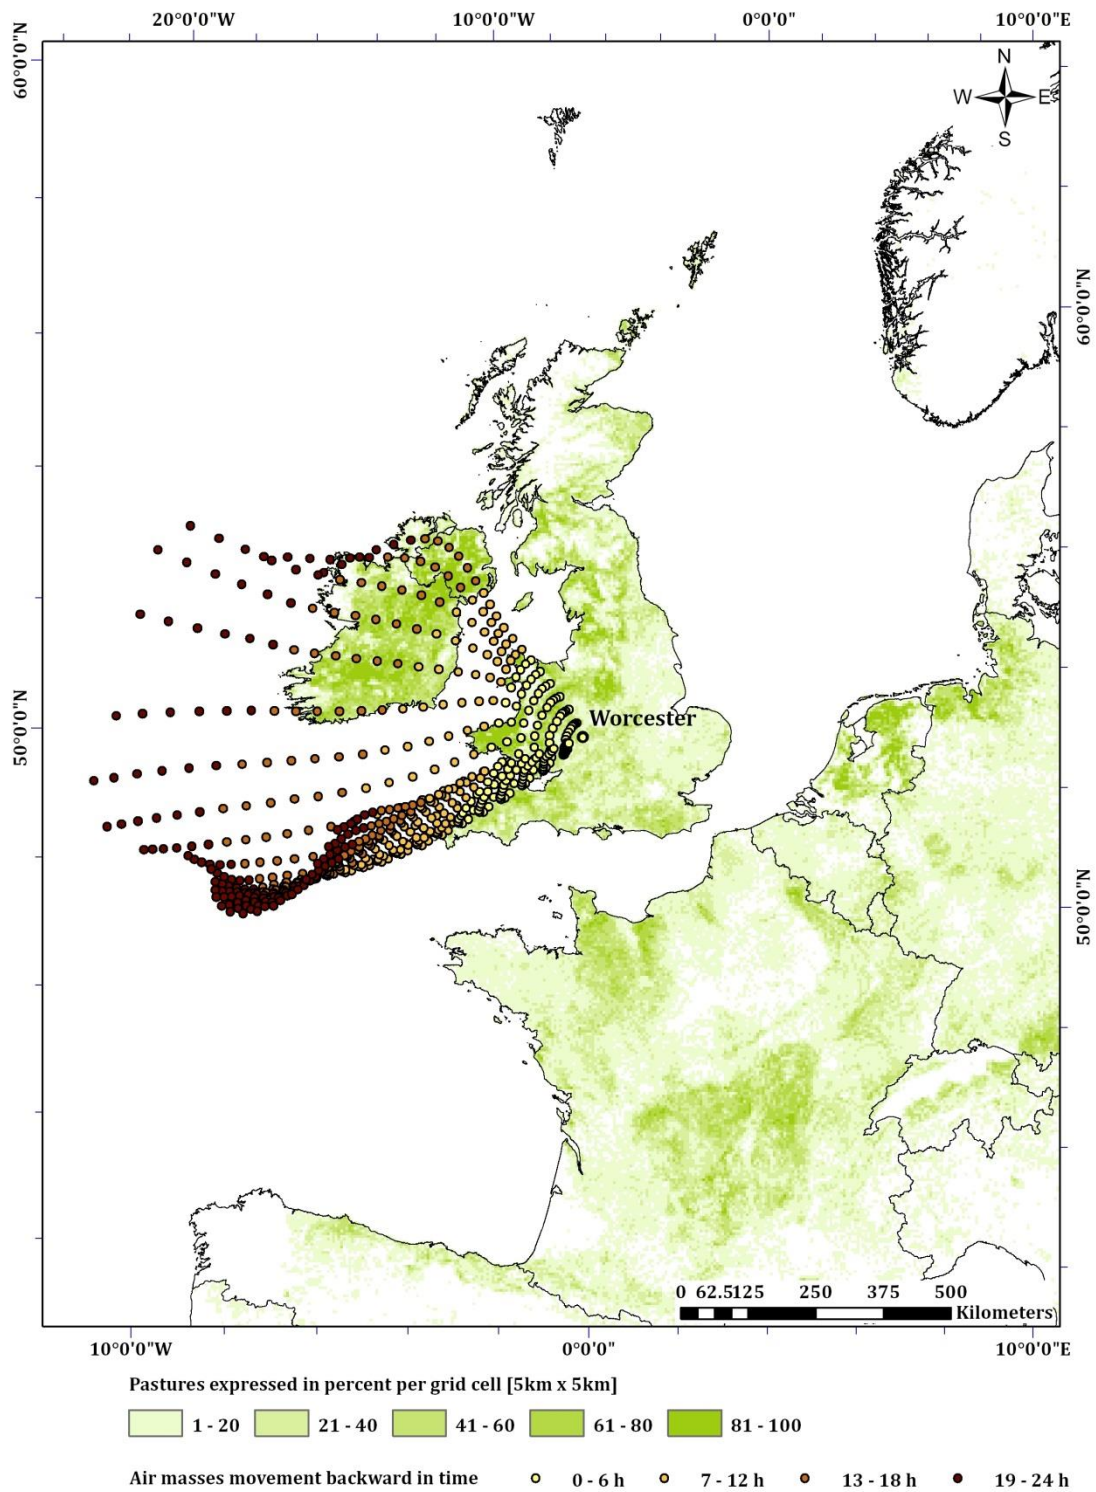 20°0'0"W 10°0'0"W 0°0'0" 10°0'0"E
60°0'0"N
N
W E
S
60°0'0"N
Worcester
50°0'0"N
50°0'0"N
0 62.5125 250 375 500
Kilometers
10°0'0"W 0°0'0" 10°0'0"E
Pastures expressed in percent per grid cell [5km x 5km]
1 - 20 21 - 40 41 - 60 61 - 80 81 - 100
Air masses movement backward in time 0 - 6 h 7 - 12 h 13 - 18 h 19 - 24 h